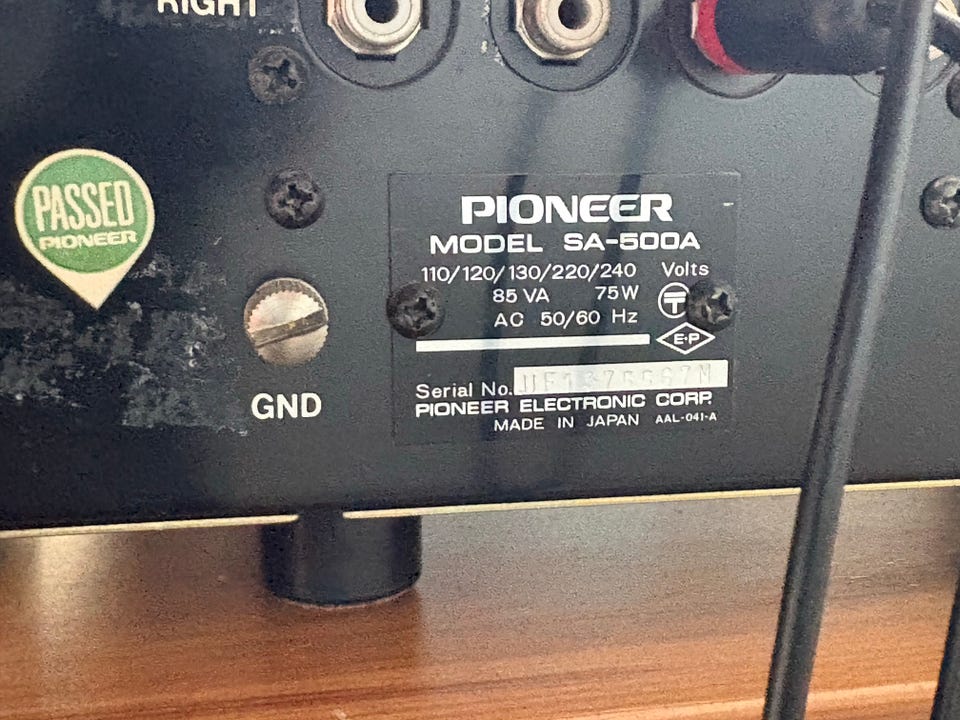 RIGHT
PASSED
PIONEER
PIONEER
MODEL SA-500A
110/120/130/220/240 Volts
85 VA 75W
AC 50/60 Hz
T
E·P
Serial No.
PIONEER ELECTRONIC CORP.
MADE IN JAPAN AAL-041-A
GND